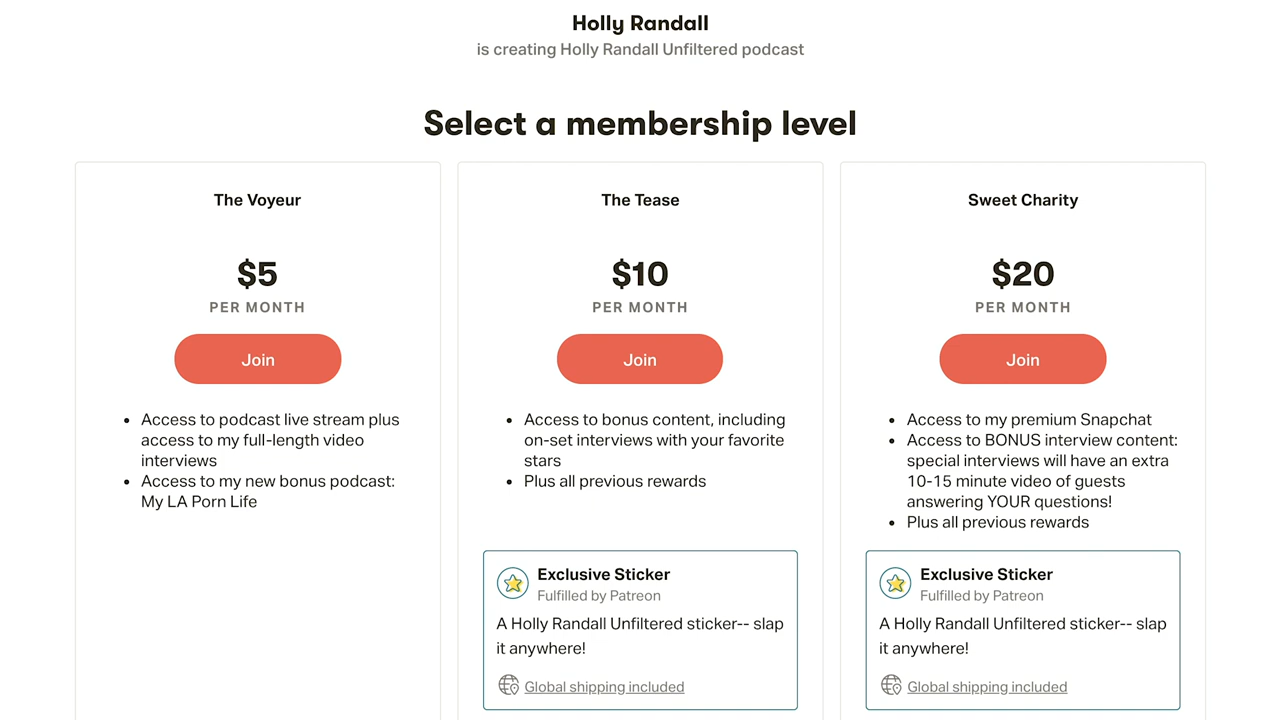 Holly Randall
is creating Holly Randall Unfiltered podcast
Select a membership level
The Voyeur
$5
PER MONTH
Join
• Access to podcast live stream plus
access to my full-length video
interviews
• Access to my new bonus podcast:
My LA Porn Life
The Tease
$10
PER MONTH
Join
• Access to bonus content, including
on-set interviews with your favorite
stars
• Plus all previous rewards
Exclusive Sticker
Fulfilled by Patreon
A Holly Randall Unfiltered sticker-- slap
it anywhere!
Global shipping included
Sweet Charity
$20
PER MONTH
Join
• Access to my premium Snapchat
• Access to BONUS interview content:
special interviews will have an extra
10-15 minute video of guests
answering YOUR questions!
• Plus all previous rewards
Exclusive Sticker
Fulfilled by Patreon
A Holly Randall Unfiltered sticker-- slap
it anywhere!
Global shipping included